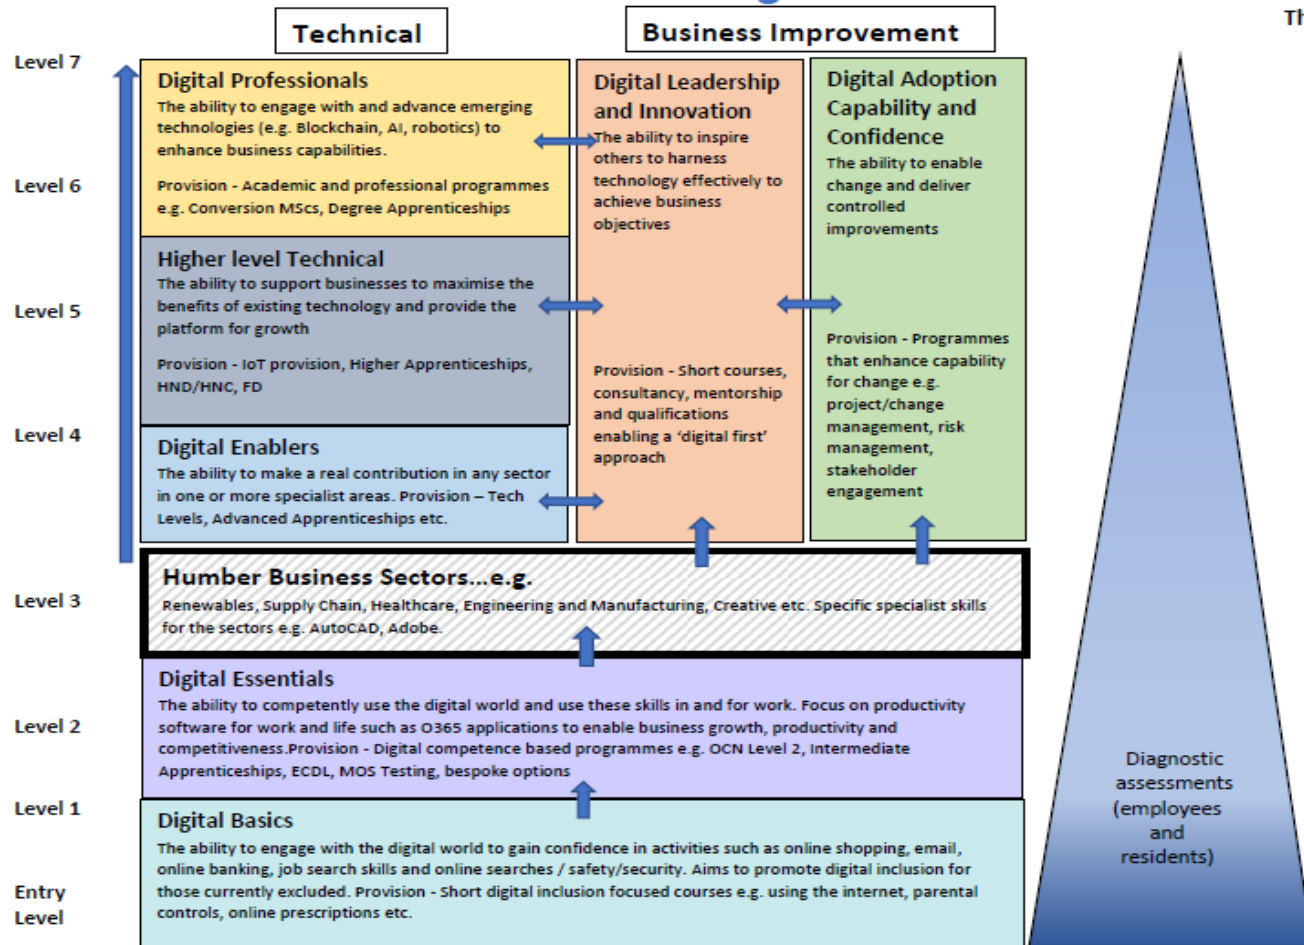 Th
Technical
Business Improvement
Level 7
Level 6
Level 5
Level 4
Level 3
Level 2
Level 1
Entry
Level
Digital Professionals
The ability to engage with and advance emerging
technologies (e.g. Blockchain, AI, robotics) to
enhance business capabilities.
Provision - Academic and professional programmes
e.g. Conversion MScs, Degree Apprenticeships
Higher level Technical
The ability to support businesses to maximise the
benefits of existing technology and provide the
platform for growth
Provision - IoT provision, Higher Apprenticeships,
HND/HNC, FD
Digital Enablers
The ability to make a real contribution in any sector
in one or more specialist areas. Provision – Tech
Levels, Advanced Apprenticeships etc.
Digital Leadership
and Innovation
The ability to inspire
others to harness
technology effectively to
achieve business
objectives
Provision - Short courses,
consultancy, mentorship
and qualifications
enabling a ‘digital first’
approach
Digital Adoption
Capability and
Confidence
The ability to enable
change and deliver
controlled
improvements
Provision - Programmes
that enhance capability
for change e.g.
project/change
management, risk
management,
stakeholder
engagement
Humber Business Sectors...e.g.
Renewables, Supply Chain, Healthcare, Engineering and Manufacturing, Creative etc. Specific specialist skills
for the sectors e.g. AutoCAD, Adobe.
Digital Essentials
The ability to competently use the digital world and use these skills in and for work. Focus on productivity
software for work and life such as O365 applications to enable business growth, productivity and
competitiveness.Provision - Digital competence based programmes e.g. OCN Level 2, Intermediate
Apprenticeships, ECDL, MOS Testing, bespoke options
Digital Basics
The ability to engage with the digital world to gain confidence in activities such as online shopping, email,
online banking, job search skills and online searches / safety/security. Aims to promote digital inclusion for
those currently excluded. Provision - Short digital inclusion focused courses e.g. using the internet, parental
controls, online prescriptions etc.
Diagnostic
assessments
(employees
and
residents)